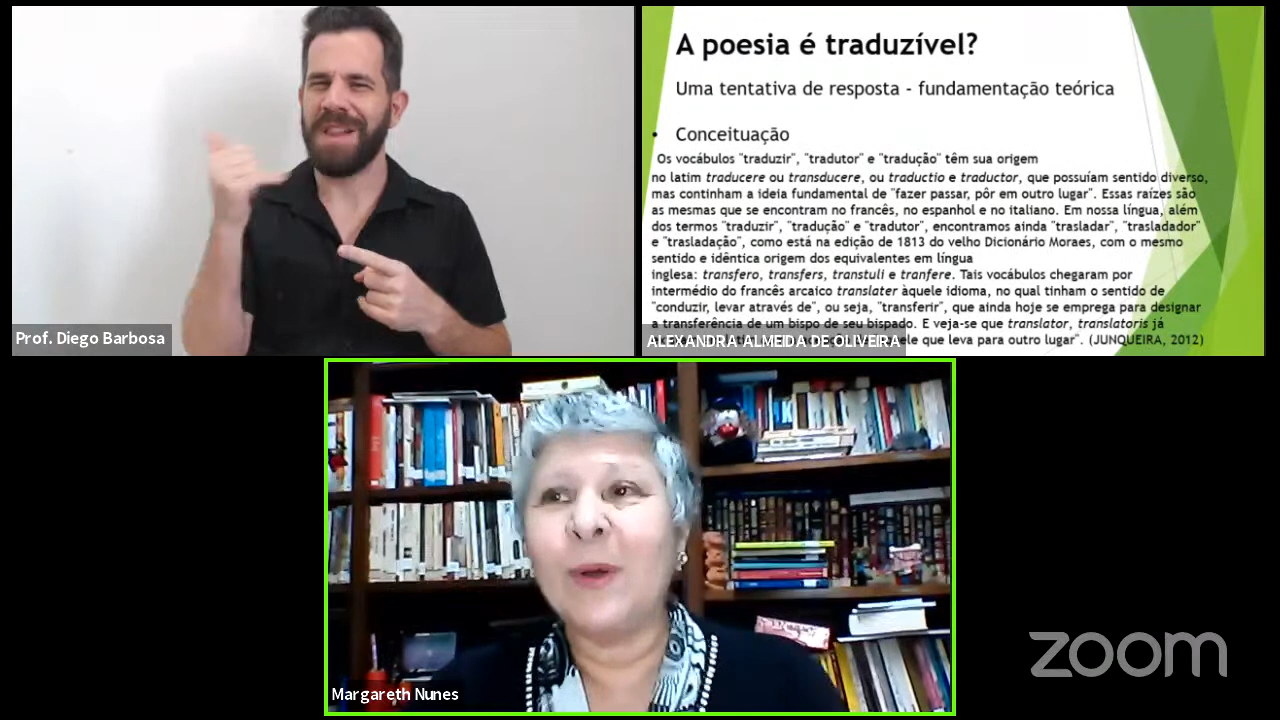 A poesia é traduzível?
Uma tentativa de resposta - fundamentação teórica
• Conceituação
Os vocábulos "traduzir", "tradutor" e "tradução" têm sua origem
no latim traducere ou transducere, ou traductio e traductor, que possuíam sentido diverso,
mas continham a ideia fundamental de "fazer passar, pôr em outro lugar". Essas raízes são
as mesmas que se encontram no francês, no espanhol e no italiano. Em nossa língua, além
dos termos "traduzir", "tradução" e "tradutor", encontramos ainda "trasladar", "trasladador"
e "trasladação", como está na edição de 1813 do velho Dicionário Moraes, com o mesmo
sentido e idêntica origem dos equivalentes em língua
inglesa: transfero, transfers, transtuli e tranfere. Tais vocábulos chegaram por
intermédio do francês arcaico translater àquele idioma, no qual tinham o sentido de
"conduzir, levar através de", ou seja, "transferir", que ainda hoje se emprega para designar
a transferência de um bispo de seu bispado. E veja-se que translator, translatoris já
que leva para outro lugar". (JUNQUEIRA, 2012)
Prof. Diego Barbosa
ALEXANDRA ALMEIDA DE OLIVEIRA
Margareth Nunes
zoom